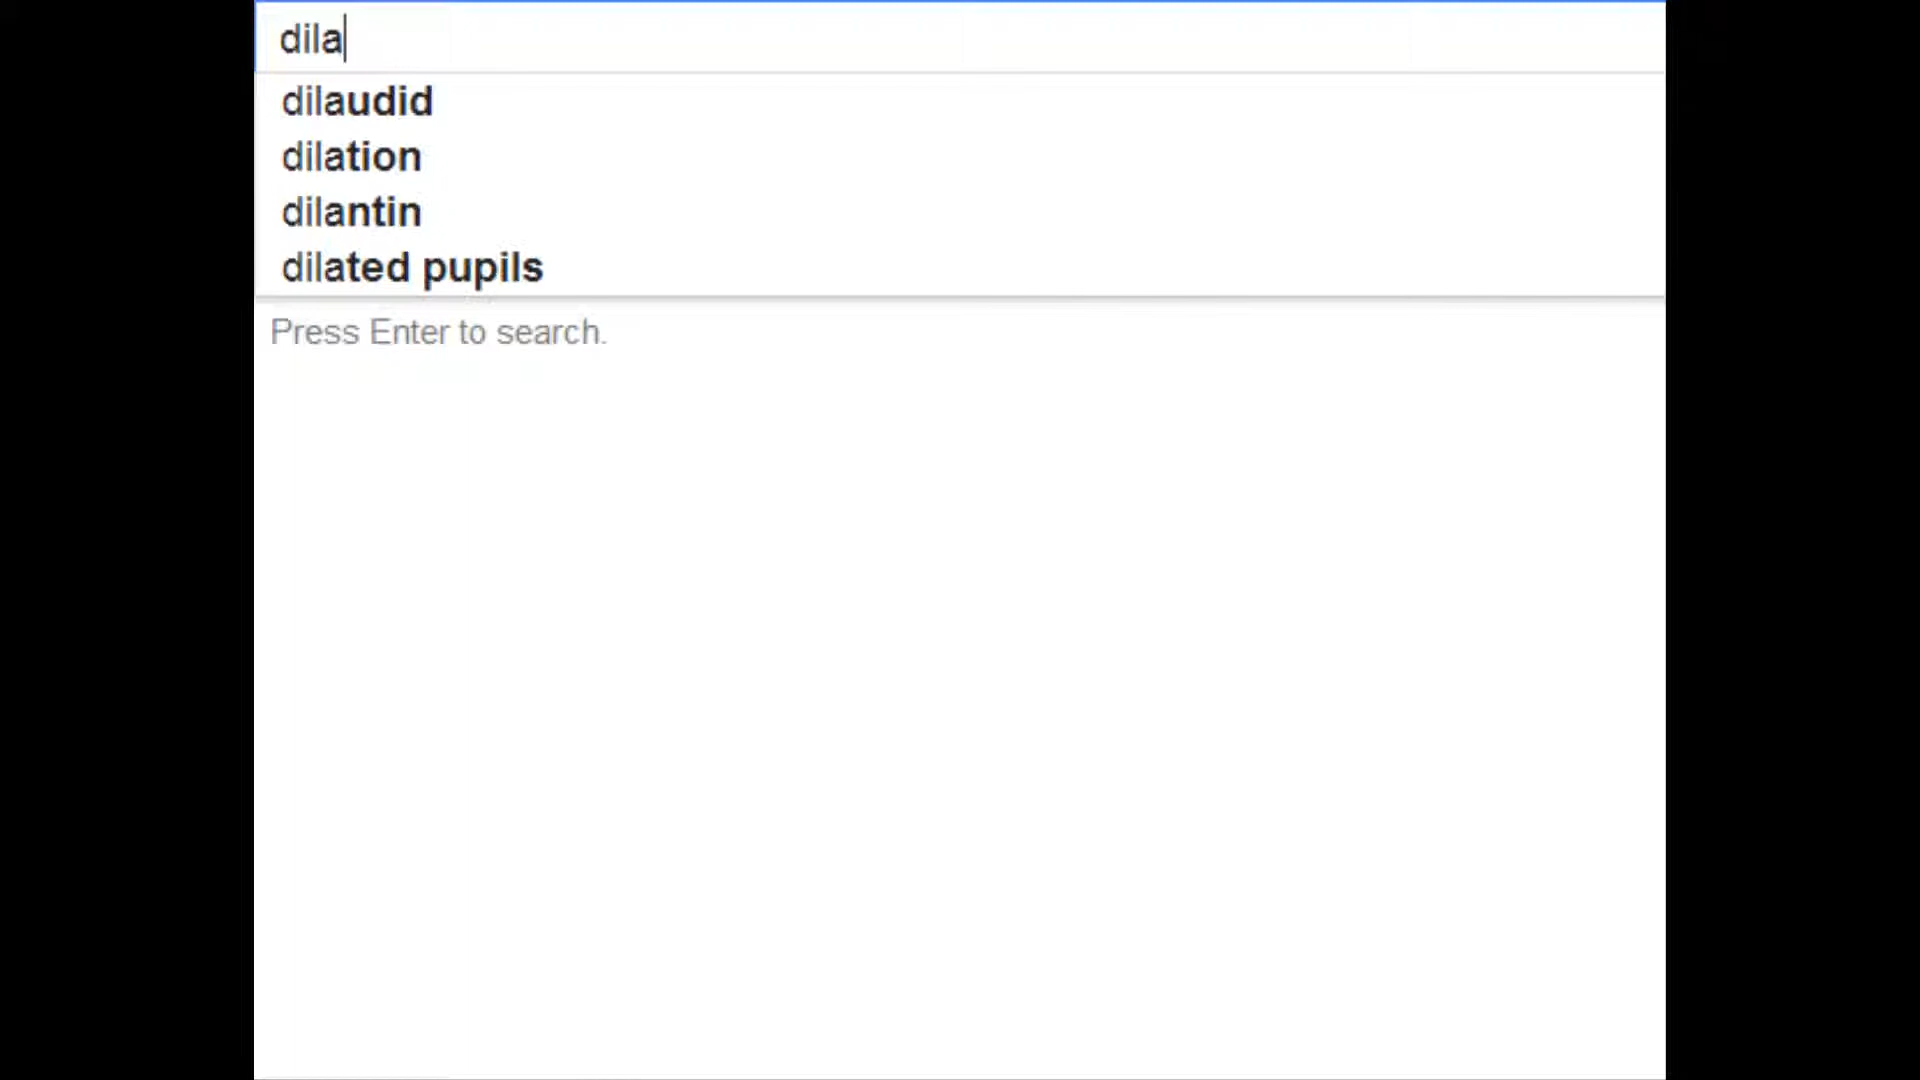 dila
dilaudid
dilation
dilantin
dilated pupils
Press Enter to search.